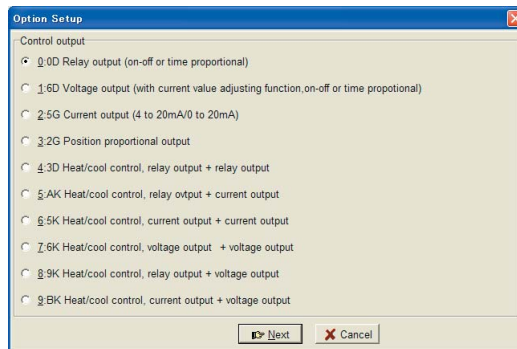 Option Setup
Control output
0:0D Relay output (on-off or time proportional)
1:6D Voltage output (with current value adjusting function,on-off or time propotional)
2:5G Current output (4 to 20mA/0 to 20mA)
3:2G Position proportional output
4:3D Heat/cool control, relay output + relay output
5:AK Heat/cool control, relay ovtput + current output
6:5K Heat/cool control, current output + current output
7:6K Heat/cool control, voltage output + voltage output
8:9K Heat/cool control, relay output + voltage output
9:BK Heat/cool control, current output + voltage output
Next Cancel